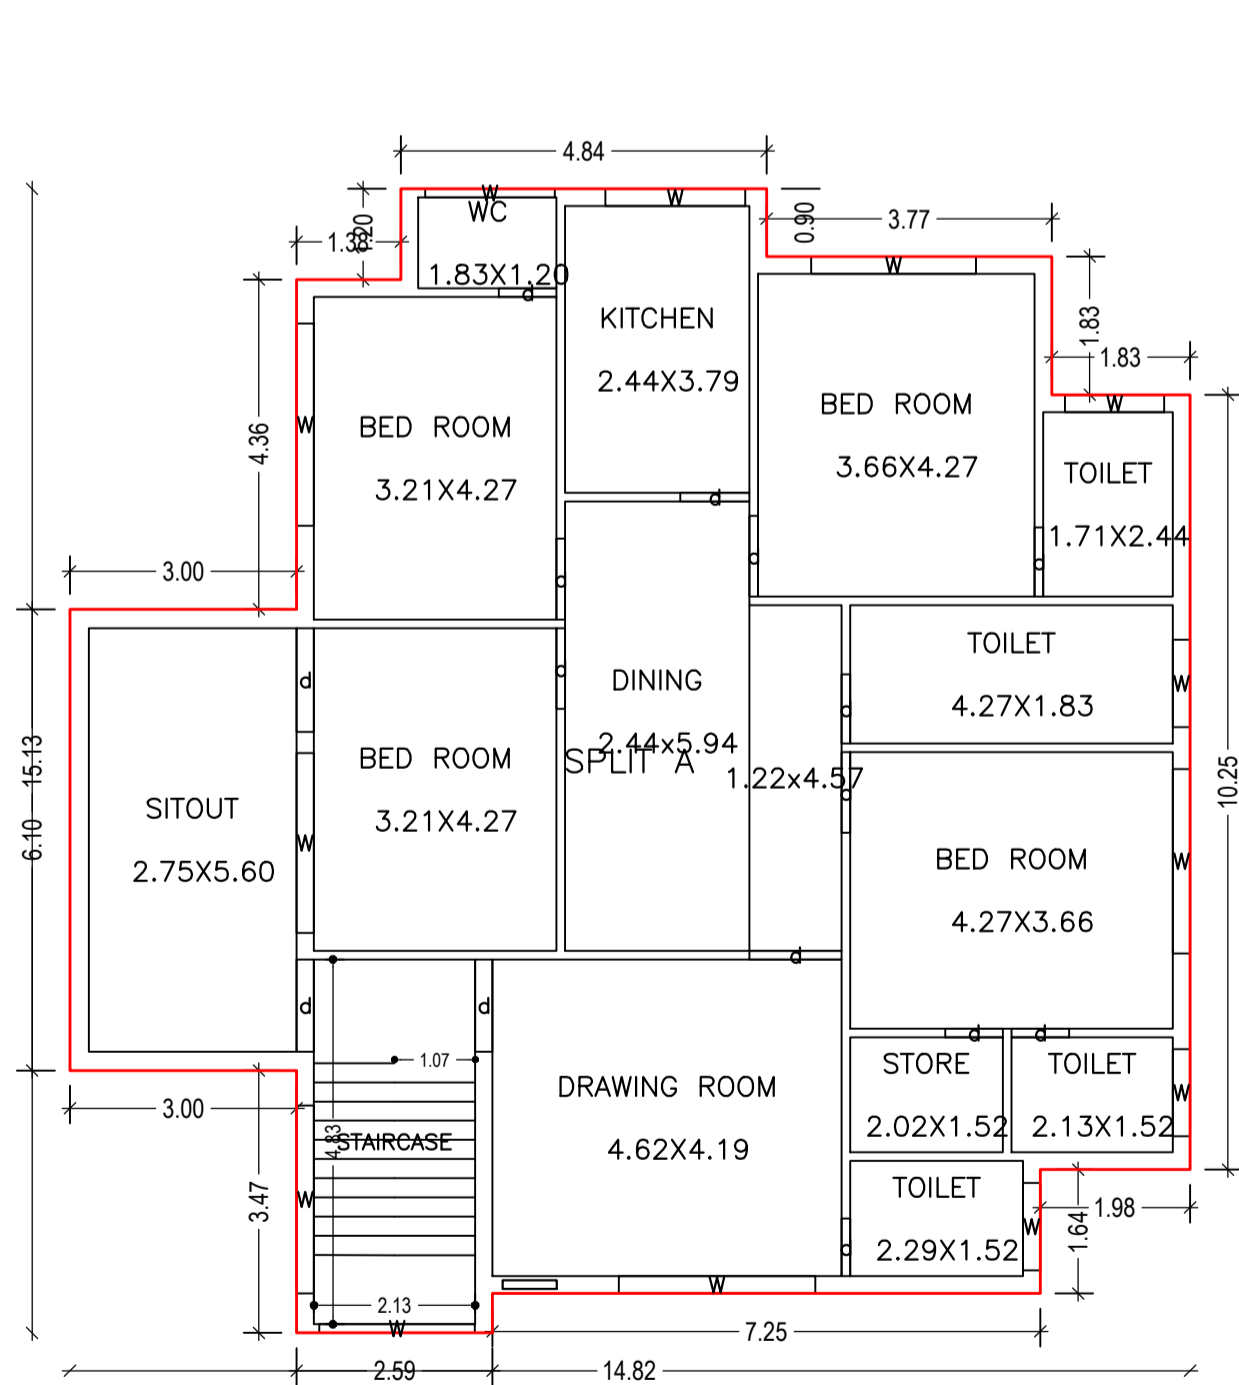 4.84
W
W
WC
1.20
0.90
3.77
1.38
1.83X1.20
d
W
KITCHEN
2.44X3.79
1.83
1.83
W
BED ROOM
3.66X4.27
W
BED ROOM
3.21X4.27
4.36
TOILET
1.71X2.44
d
d
d
d
3.00
TOILET
4.27X1.83
W
d
d
d
DINING
2.44x5.94
SPLIT A
1.22x4.57
BED ROOM
3.21X4.27
15.13
6.10
10.25
SITOUT
2.75X5.60
W
d
W
BED ROOM
4.27X3.66
d
d
d
1.07
d
d
STORE
2.02X1.52
TOILET
2.13X1.52
W
DRAWING ROOM
4.62X4.19
3.00
4.83
STAIRCASE
3.47
W
TOILET
2.29X1.52
W
d
1.64
1.98
W
2.13
W
7.25
2.59
14.82